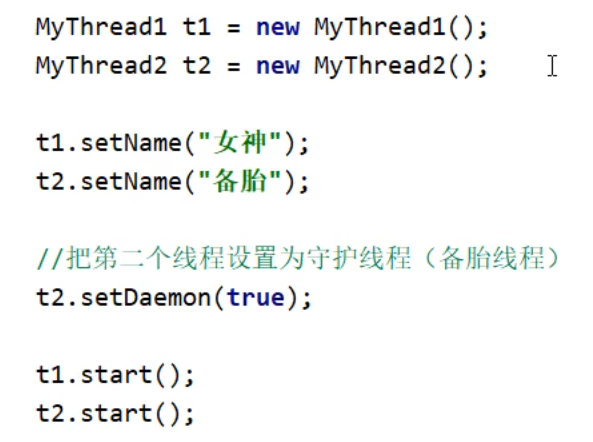 MyThread1 t1 = new MyThread1();
MyThread2 t2 = new MyThread2();
t1.setName("女神");
t2.setName("备胎");
//把第二个线程设置为守护线程（备胎线程）
t2.setDaemon(true);
t1.start();
t2.start();